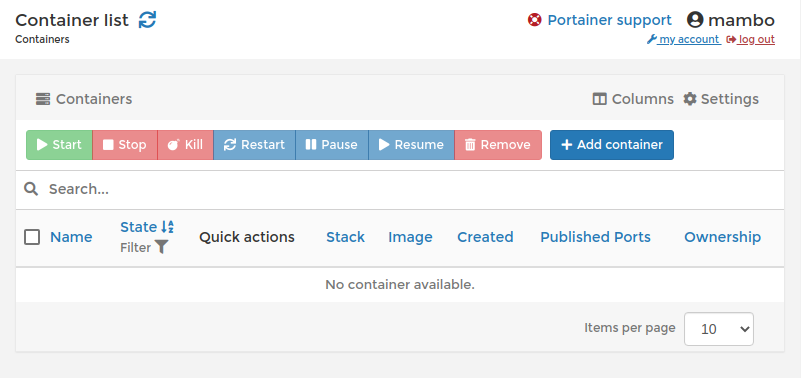 Container list
Portainer support mambo
Containers
my account log out
Containers
Columns Settings
Start Stop Kill Restart Pause Resume Remove Add container
Search...
Name State Filter Quick actions Stack Image Created Published Ports Ownership
No container available.
Items per page 10